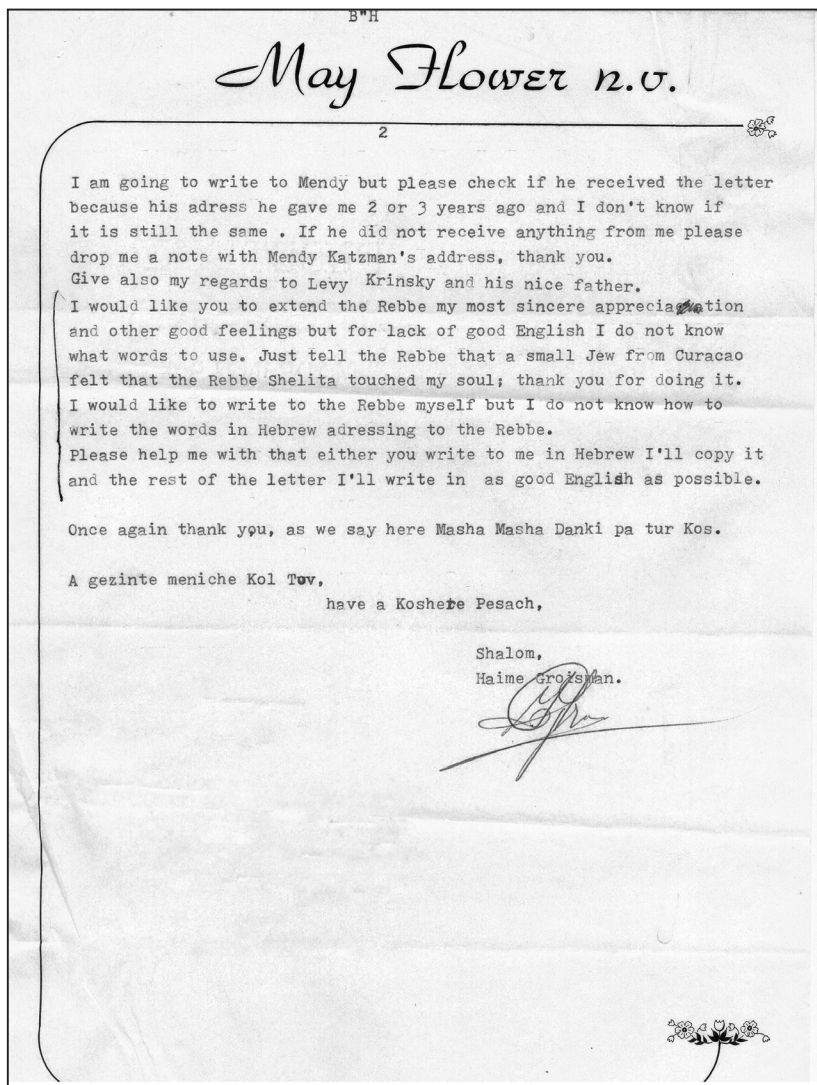 B"H
May Flower n.v.
2
I am going to write to Mendy but please check if he received the letter
because his adress he gave me 2 or 3 years ago and I don't know if
it is still the same . If he did not receive anything from me please
drop me a note with Mendy Katzman's address, thank you.
Give also my regards to Levy Krinsky and his nice father.
I would like you to extend the Rebbe my most sincere appreciation
and other good feelings but for lack of good English I do not know
what words to use. Just tell the Rebbe that a small Jew from Curacao
felt that the Rebbe Shelita touched my soul; thank you for doing it.
I would like to write to the Rebbe myself but I do not know how to
write the words in Hebrew adressing to the Rebbe.
Please help me with that either you write to me in Hebrew I'll copy it
and the rest of the letter I'll write in as good English as possible.
Once again thank you, as we say here Masha Masha Danki pa tur Kos.
A gezinte meniche Kol Tov,
have a Koshere Pesach,
Shalom,
Haime Groisman.